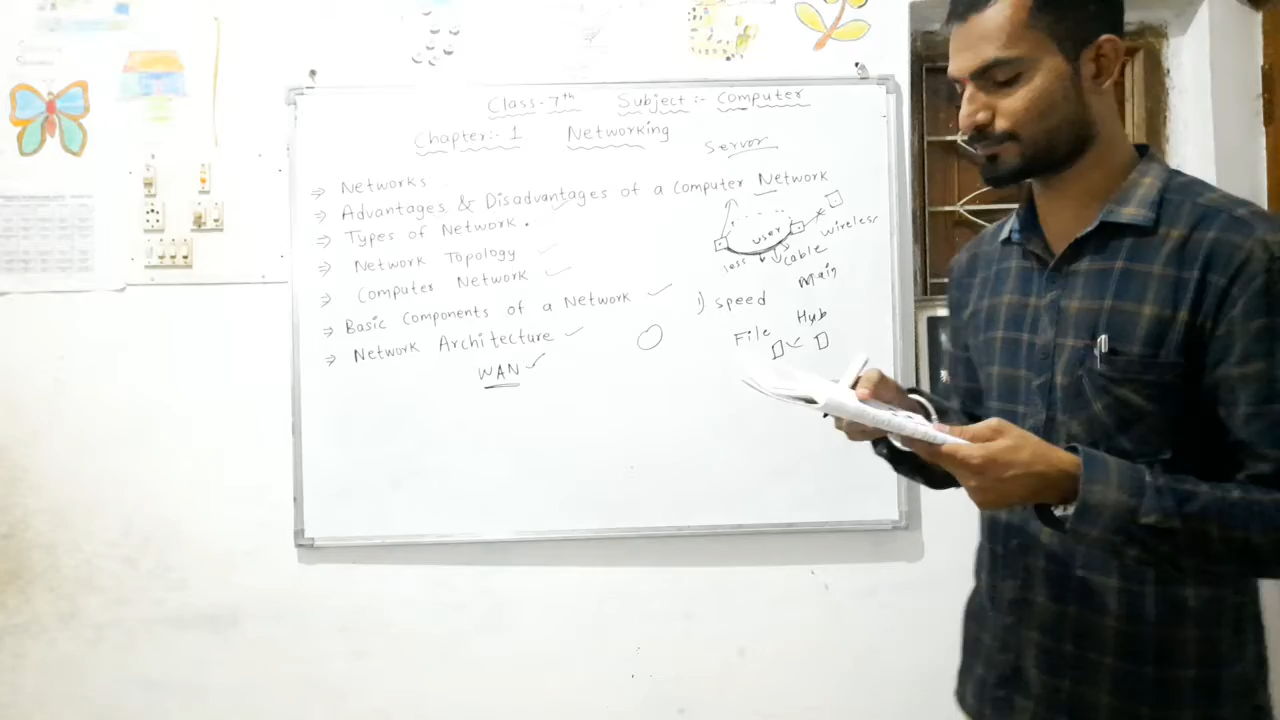 Class-7th Subject:- Computer
Chapter:- 1 Networking
Servor
⇒ Networks
⇒ Advantages & Disadvantages of a Computer Network
⇒ Types of Network.
⇒ Network Topology
⇒ Computer Network
⇒ Basic Components of a Network
⇒ Network Architecture
WAN
user
wireless
less
Cable
Main
1) speed
Hub
File